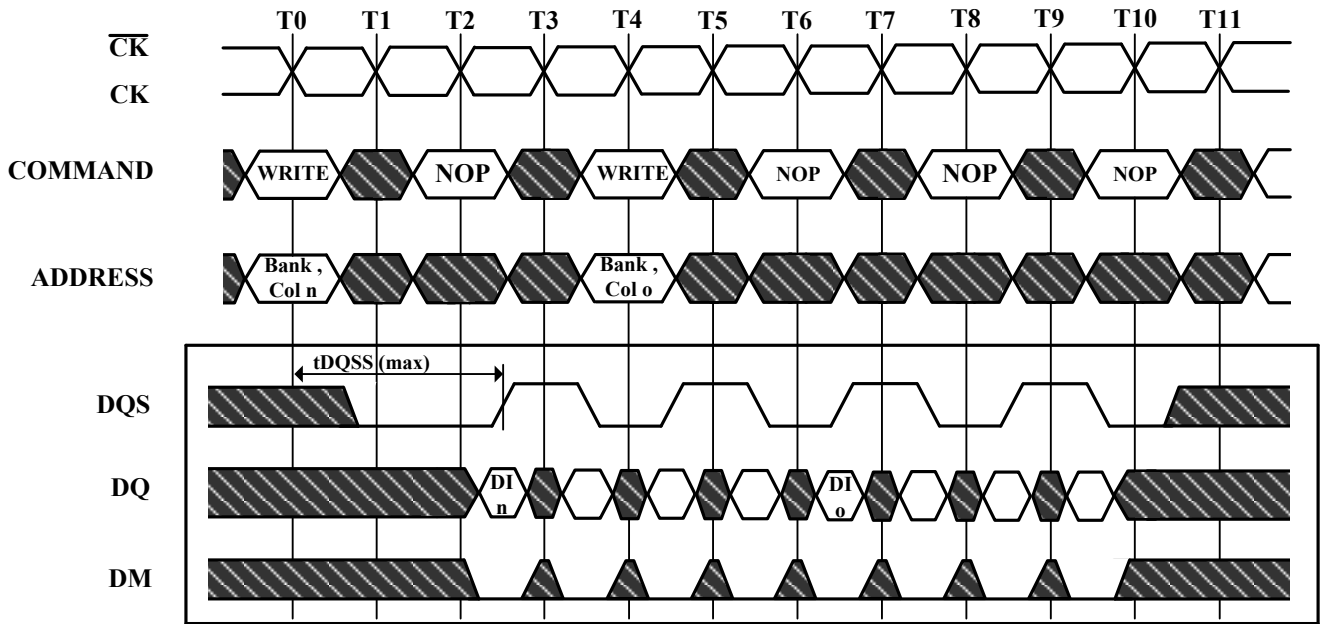 T0 T1 T2 T3 T4 T5 T6 T7 T8 T9 T10 T11
CK
CK
COMMAND WRITE NOP WRITE NOP NOP NOP
ADDRESS Bank , Bank ,
Col n Col o
tDQSS (max)
DQS
DQ DI DI
n o
DM